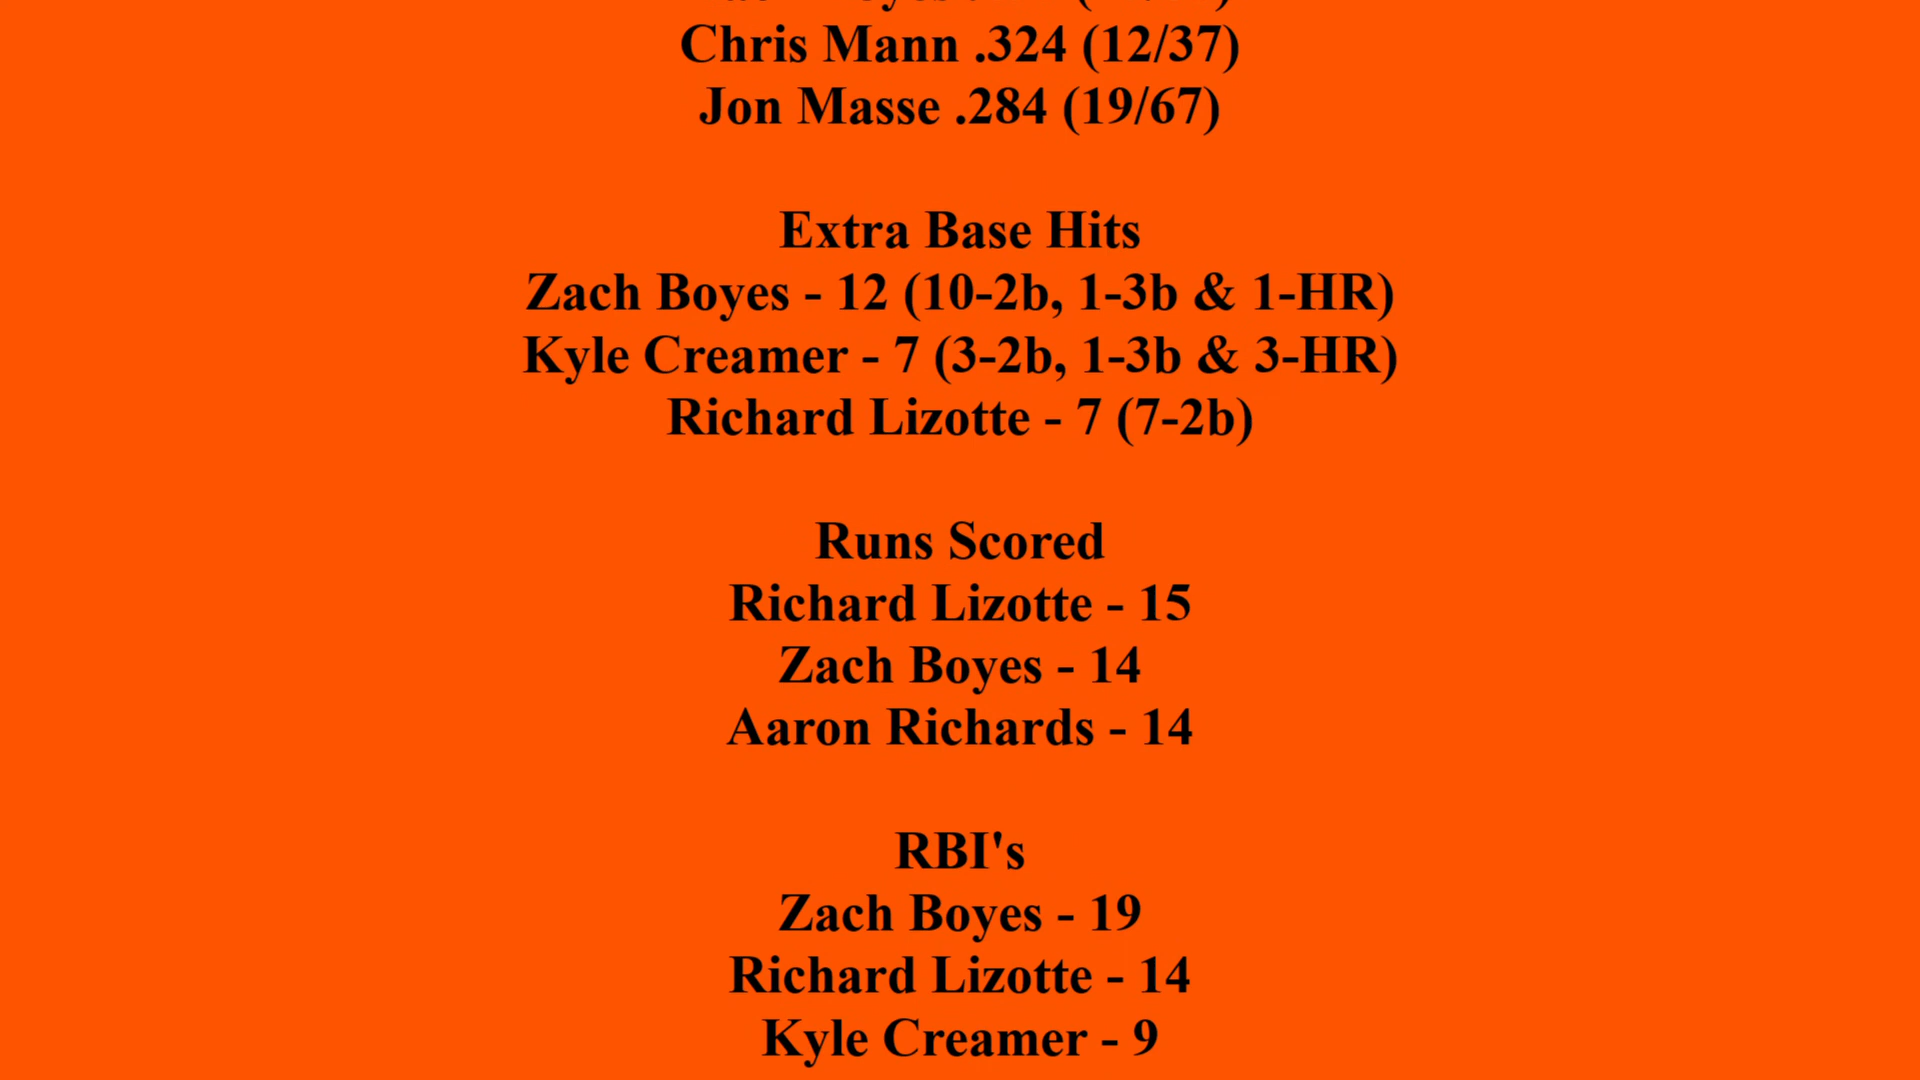 Chris Mann .324 (12/37)
Jon Masse .284 (19/67)
Extra Base Hits
Zach Boyes - 12 (10-2b, 1-3b & 1-HR)
Kyle Creamer - 7 (3-2b, 1-3b & 3-HR)
Richard Lizotte - 7 (7-2b)
Runs Scored
Richard Lizotte - 15
Zach Boyes - 14
Aaron Richards - 14
RBI's
Zach Boyes - 19
Richard Lizotte - 14
Kyle Creamer - 9